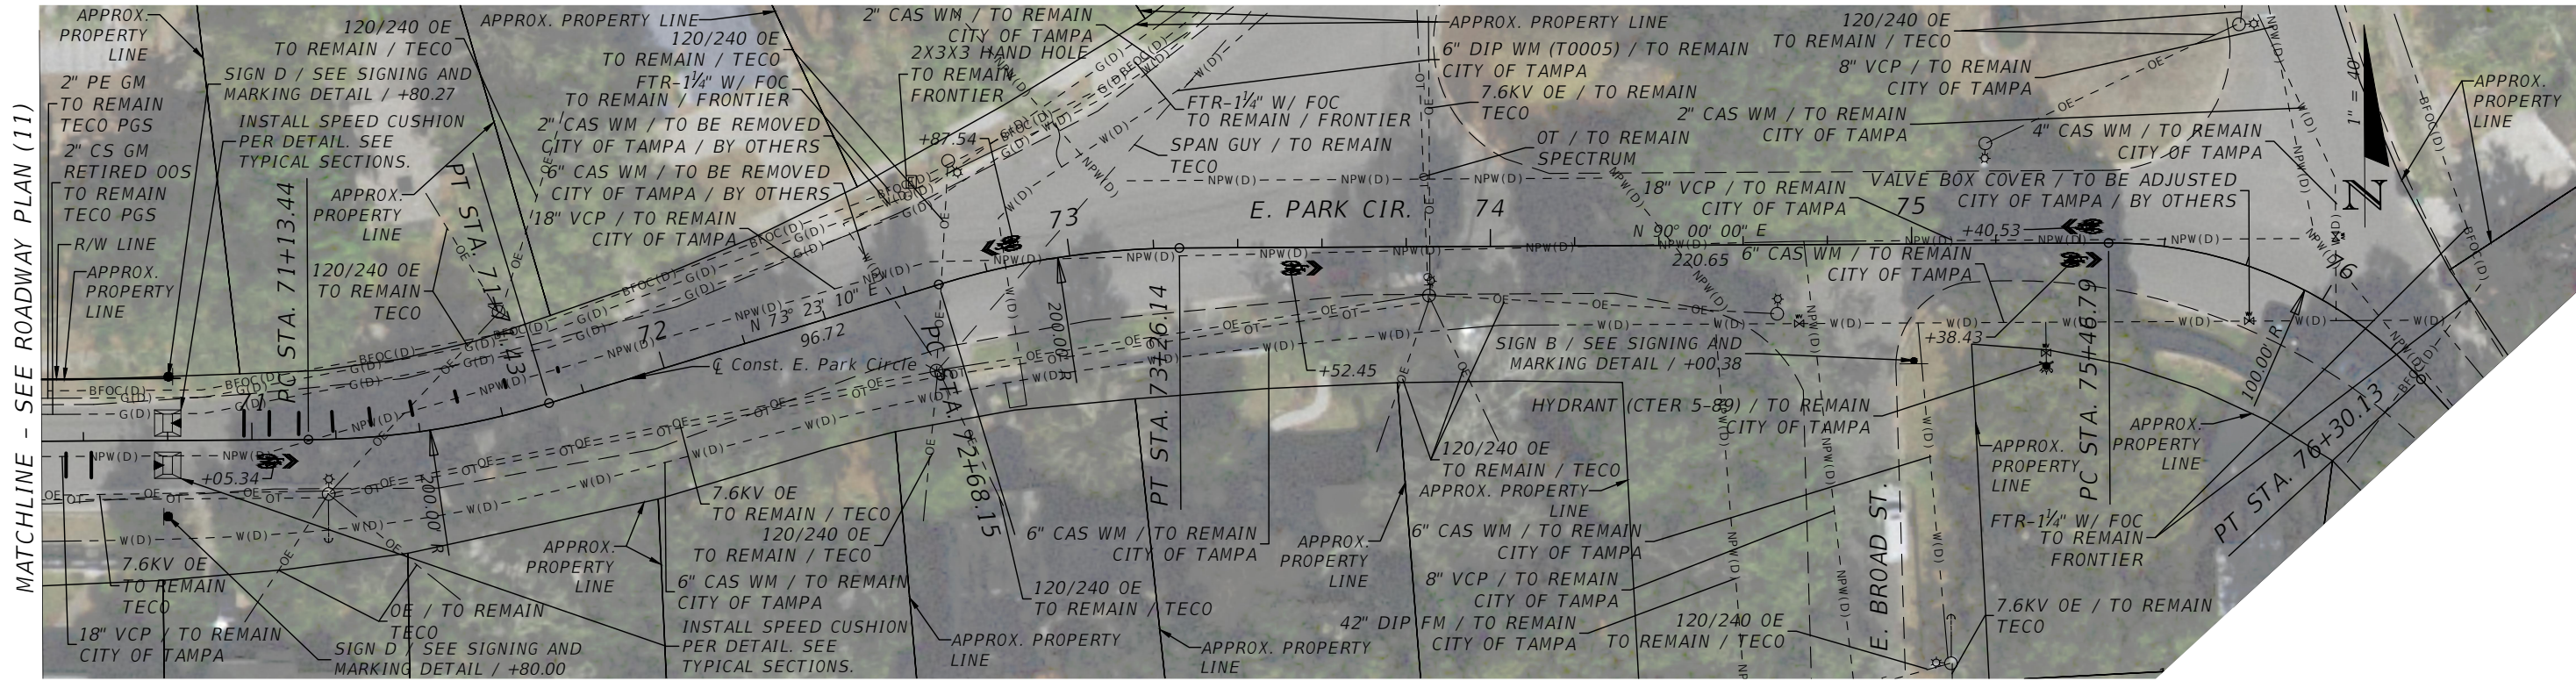 MATCHLINE - SEE ROADWAY PLAN (11)
APPROX.
PROPERTY
LINE
2" PE GM
TO REMAIN
TECO PGS
2" CS GM
RETIRED OOS
TO REMAIN
TECO PGS
R/W LINE
APPROX.
PROPERTY
LINE
120/240 OE
TO REMAIN / TECO
SIGN D / SEE SIGNING AND
MARKING DETAIL / +80.27
INSTALL SPEED CUSHION
PER DETAIL. SEE
TYPICAL SECTIONS.
APPROX.
PROPERTY
LINE
120/240 OE
TO REMAIN
TECO
PC STA. 71+13.44
APPROX. PROPERTY LINE
120/240 OE
TO REMAIN / TECO
FTR-1¼" W/ FOC
TO REMAIN / FRONTIER
2" CAS WM / TO BE REMOVED
CITY OF TAMPA / BY OTHERS
6" CAS WM / TO BE REMOVED
CITY OF TAMPA / BY OTHERS
18" VCP / TO REMAIN
CITY OF TAMPA
2" CAS WM / TO REMAIN
CITY OF TAMPA
2X3X3 HAND HOLE
TO REMAIN
FRONTIER
+87.54
APPROX. PROPERTY LINE
6" DIP WM (T0005) / TO REMAIN
CITY OF TAMPA
FTR-1¼" W/ FOC
TO REMAIN / FRONTIER
7.6KV OE / TO REMAIN
TECO
SPAN GUY / TO REMAIN
TECO
OT / TO REMAIN
SPECTRUM
120/240 OE
TO REMAIN / TECO
8" VCP / TO REMAIN
CITY OF TAMPA
2" CAS WM / TO REMAIN
CITY OF TAMPA
4" CAS WM / TO REMAIN
CITY OF TAMPA
18" VCP / TO REMAIN
CITY OF TAMPA
VALVE BOX COVER / TO BE ADJUSTED
CITY OF TAMPA / BY OTHERS
1" = 40'
N
APPROX.
PROPERTY
LINE
E. PARK CIR.
71
72
73
74
75
76
N 90° 00' 00" E
220.65
+40.53
6" CAS WM / TO REMAIN
CITY OF TAMPA
N 73° 23' 10" E
96.72
℄ Const. E. Park Circle
200.00' R
PT STA. 73+26.14
PC STA. 72+68.15
+52.45
SIGN B / SEE SIGNING AND
MARKING DETAIL / +00.38
+38.43
PC STA. 75+46.79
100.00' R
HYDRANT (CTER 5-89) / TO REMAIN
CITY OF TAMPA
APPROX.
PROPERTY
LINE
APPROX.
PROPERTY
LINE
PT STA. 76+30.13
+05.34
200.00' R
7.6KV OE
TO REMAIN
TECO
18" VCP / TO REMAIN
CITY OF TAMPA
OE / TO REMAIN
TECO
SIGN D / SEE SIGNING AND
MARKING DETAIL / +80.00
APPROX.
PROPERTY
LINE
7.6KV OE
TO REMAIN / TECO
120/240 OE
TO REMAIN / TECO
6" CAS WM / TO REMAIN
CITY OF TAMPA
INSTALL SPEED CUSHION
PER DETAIL. SEE
TYPICAL SECTIONS.
APPROX. PROPERTY
LINE
6" CAS WM / TO REMAIN
CITY OF TAMPA
120/240 OE
TO REMAIN / TECO
APPROX. PROPERTY
LINE
APPROX.
PROPERTY
LINE
120/240 OE
TO REMAIN / TECO
APPROX. PROPERTY
LINE
6" CAS WM / TO REMAIN
CITY OF TAMPA
8" VCP / TO REMAIN
CITY OF TAMPA
42" DIP FM / TO REMAIN
CITY OF TAMPA
120/240 OE
TO REMAIN / TECO
E. BROAD ST.
FTR-1¼" W/ FOC
TO REMAIN
FRONTIER
7.6KV OE / TO REMAIN
TECO
BFOC(D)
G(D)
NPW(D)
W(D)
OE
OT